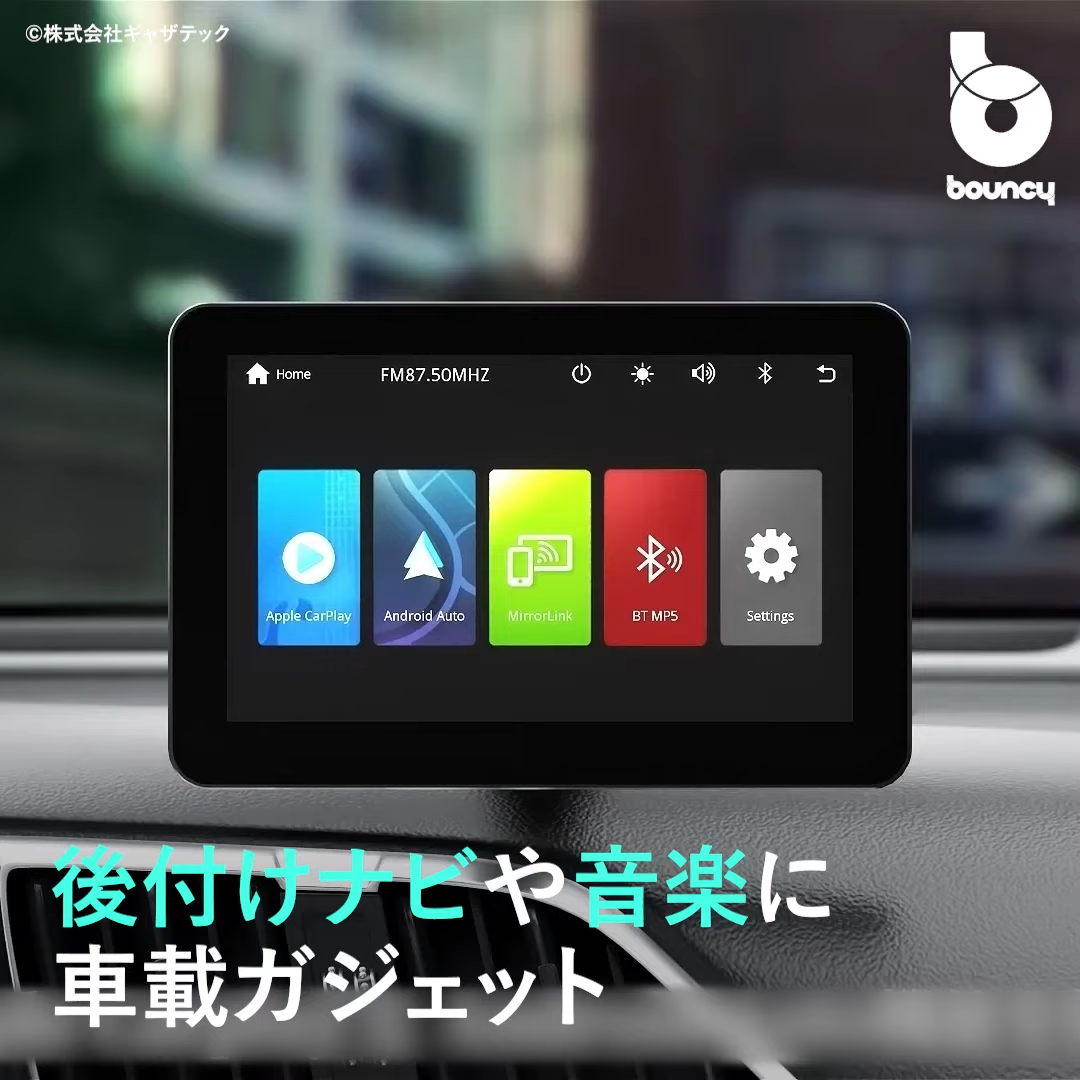 ©株式会社ギャザテック
bouncy
Home FM87.50MHZ
Apple CarPlay Android Auto MirrorLink BT MP5 Settings
後付けナビや音楽に
車載ガジェット